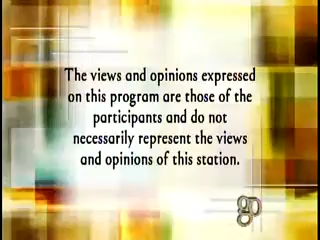 The views and opinions expressed
on this program are those of the
participants and do not
necessarily represent the views
and opinions of this station.